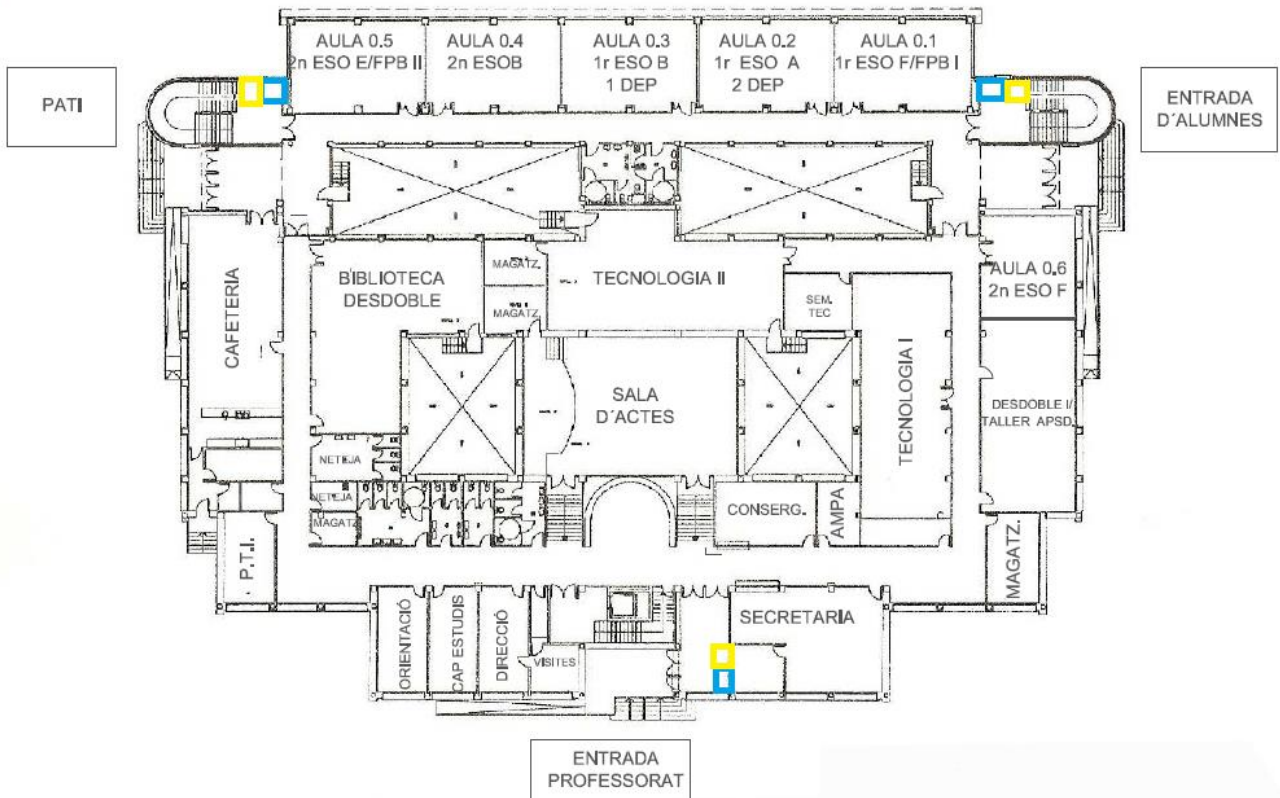 AULA 0.5
2n ESO E/FPB II
AULA 0.4
2n ESOB
AULA 0.3
1r ESO B
1 DEP
AULA 0.2
1r ESO A
2 DEP
AULA 0.1
1r ESO F/FPB I
PATI
ENTRADA
D´ALUMNES
CAFETERIA
BIBLIOTECA
DESDOBLE
MAGATZ.
MAGATZ.
TECNOLOGIA II
SEM.
TEC
AULA 0.6
2n ESO F
TECNOLOGIA I
SALA
D´ACTES
DESDOBLE I/
TALLER APSD.
NETEJA
NETEJA
MAGATZ
CONSERG.
AMPA
P.T.I.
MAGATZ.
ORIENTACIÓ
CAP ESTUDIS
DIRECCIÓ
VISITES
SECRETARIA
ENTRADA
PROFESSORAT